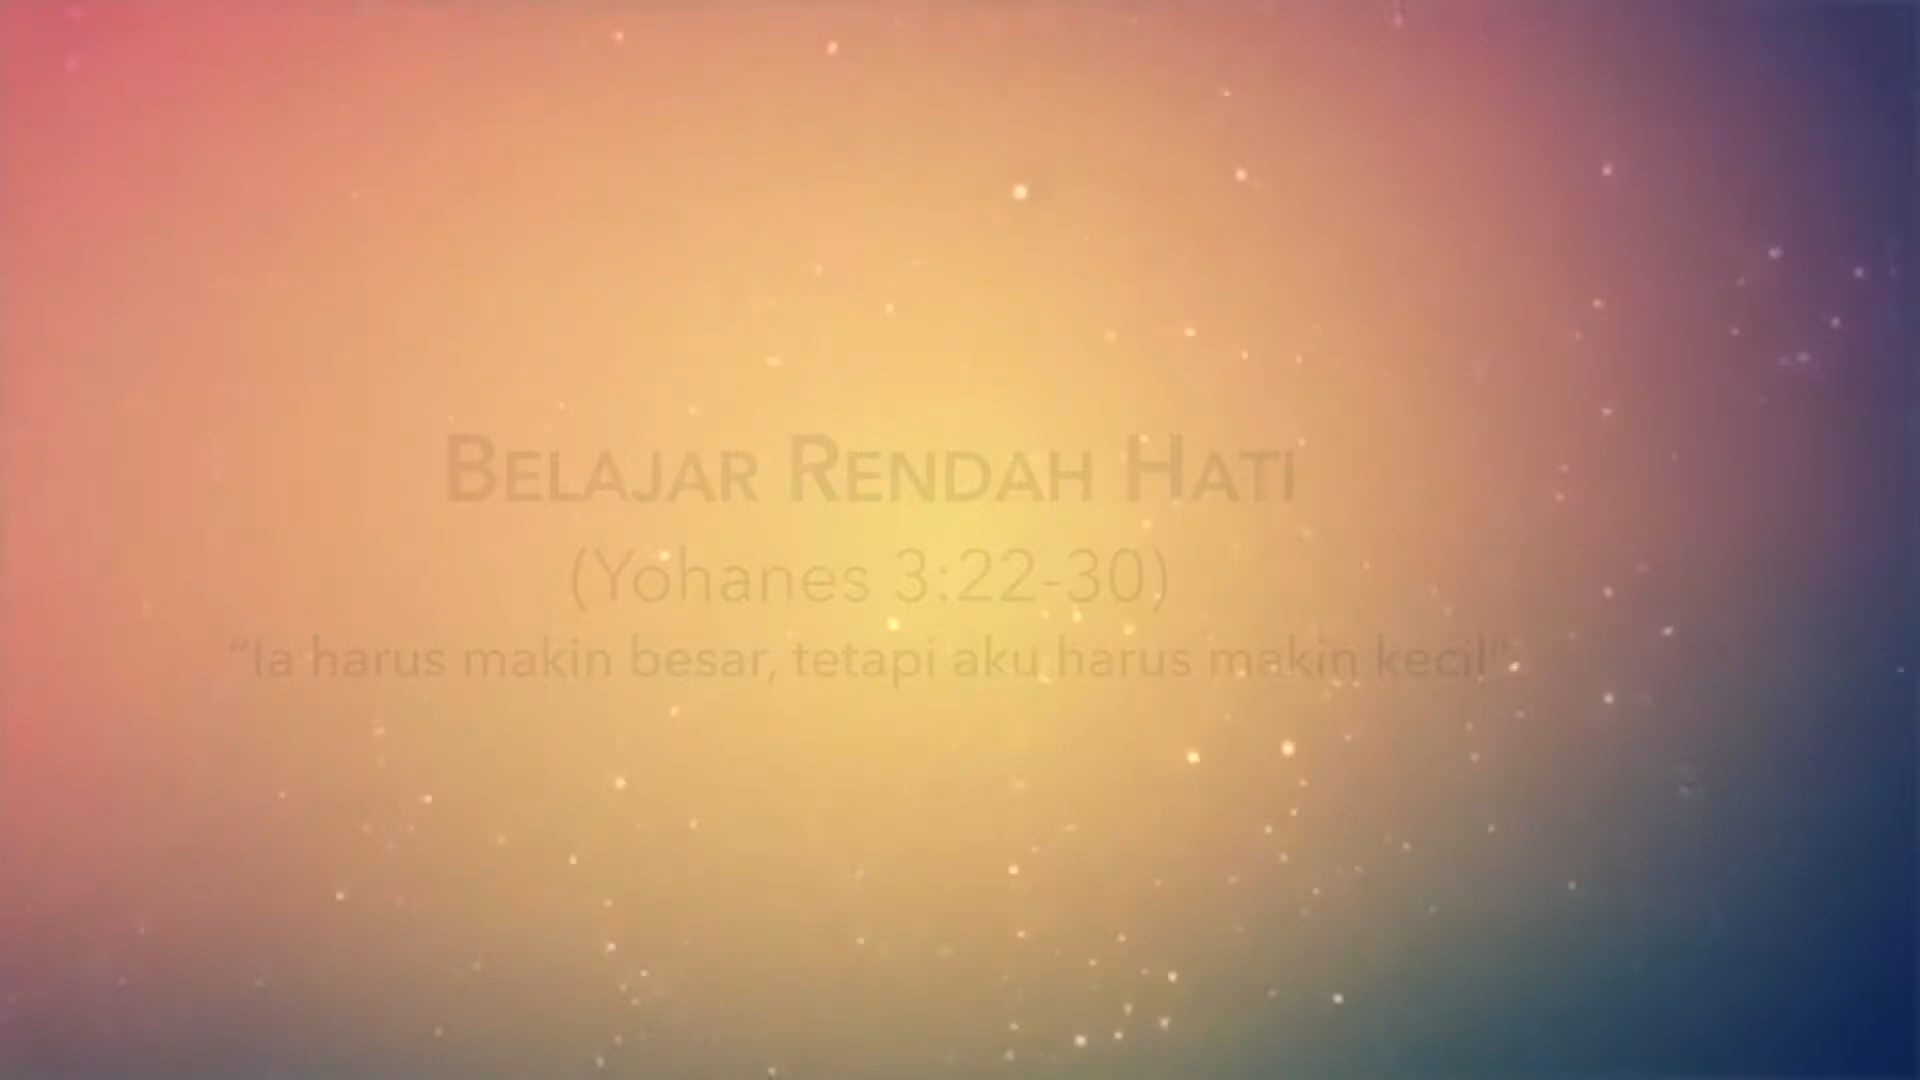 BELAJAR RENDAH HATI
(Yohanes 3:22-30)
“Ia harus makin besar, tetapi aku harus makin kecil”